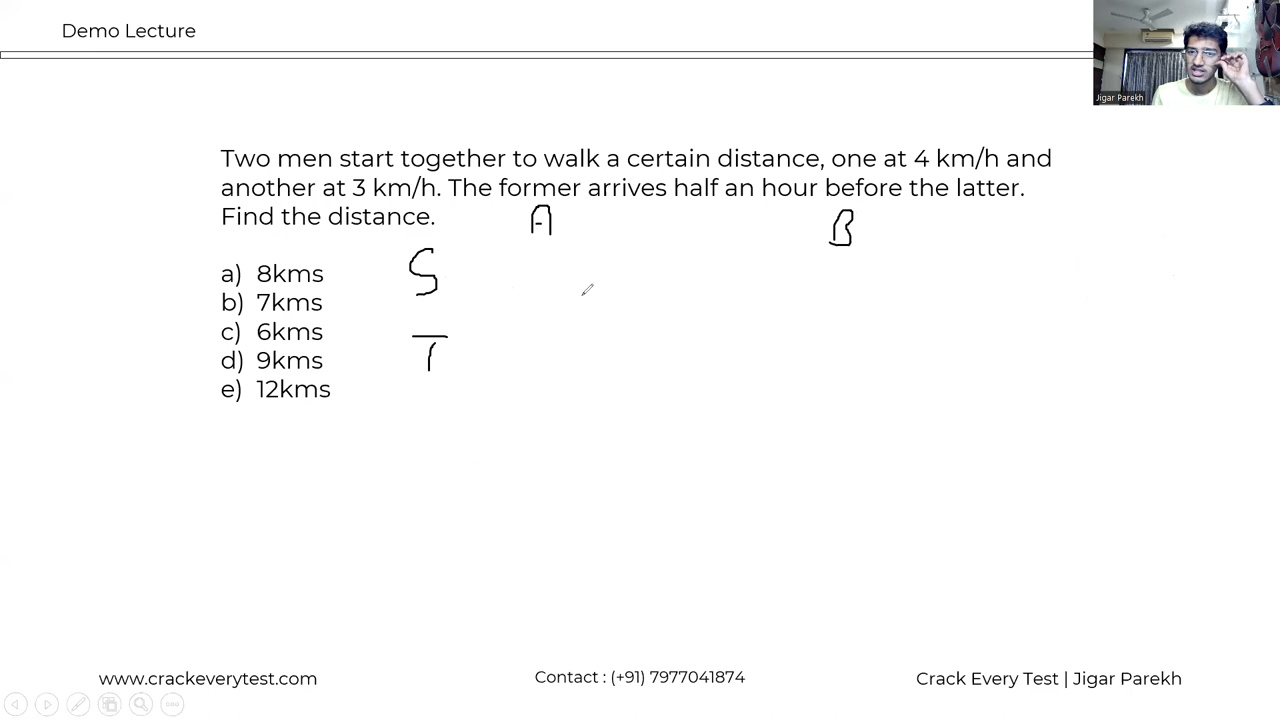 Demo Lecture
Jigar Parekh
Two men start together to walk a certain distance, one at 4 km/h and
another at 3 km/h. The former arrives half an hour before the latter.
Find the distance.
A B
S
T
a) 8kms
b) 7kms
c) 6kms
d) 9kms
e) 12kms
www.crackeverytest.com
Contact : (+91) 7977041874
Crack Every Test | Jigar Parekh